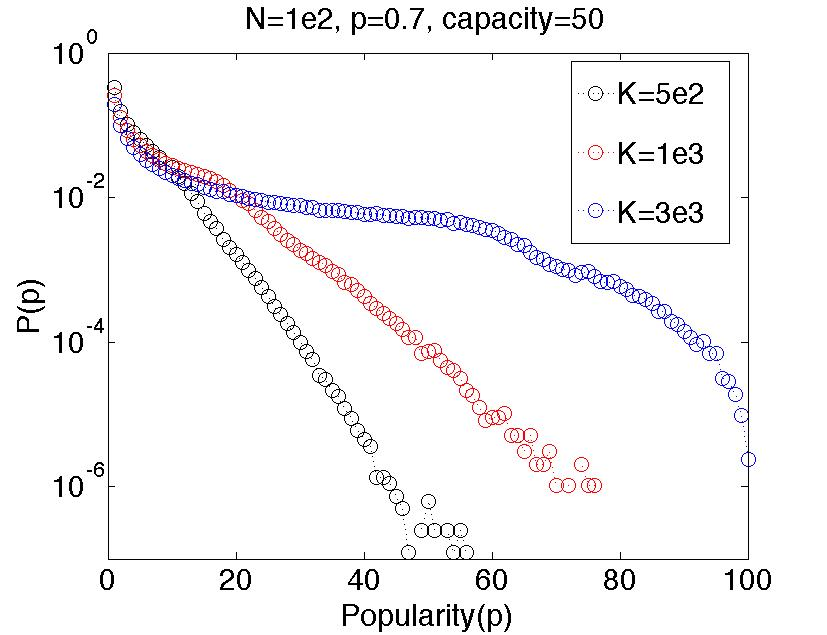 N=1e2, p=0.7, capacity=50
10^0
10^-2
10^-4
10^-6
P(p)
K=5e2
K=1e3
K=3e3
0 20 40 60 80 100
Popularity(p)